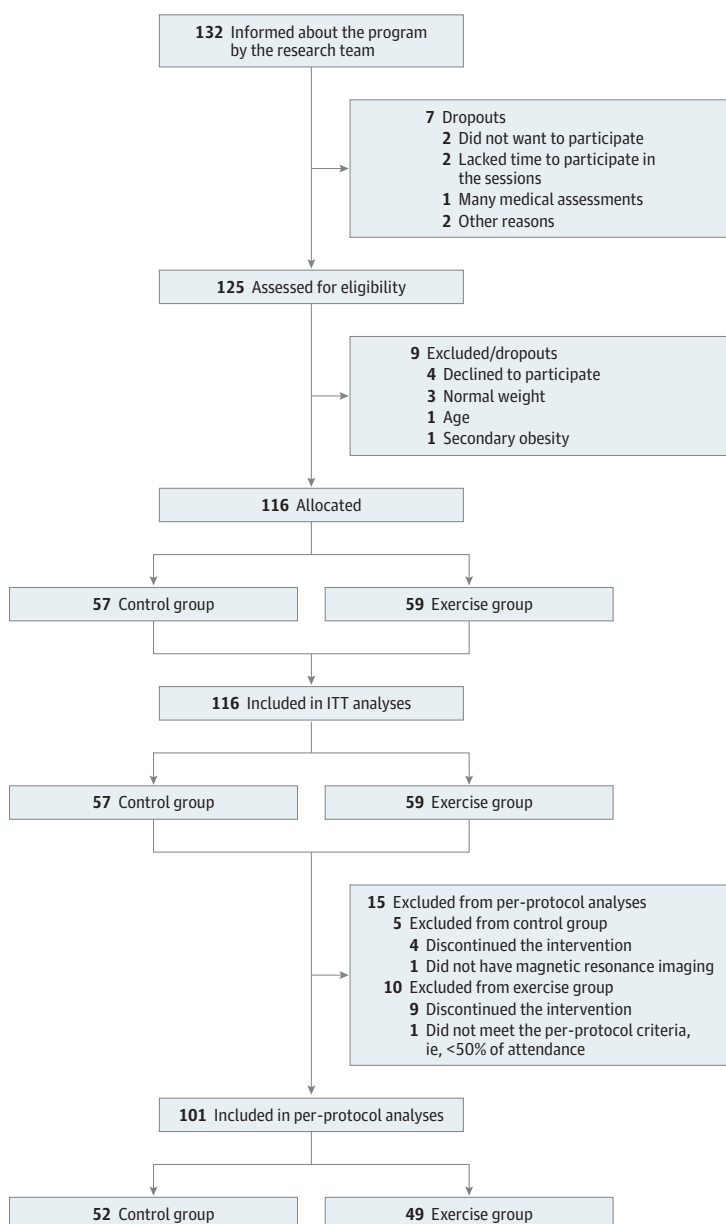 132 Informed about the program
by the research team
7 Dropouts
2 Did not want to participate
2 Lacked time to participate in
the sessions
1 Many medical assessments
2 Other reasons
125 Assessed for eligibility
9 Excluded/dropouts
4 Declined to participate
3 Normal weight
1 Age
1 Secondary obesity
116 Allocated
57 Control group
59 Exercise group
116 Included in ITT analyses
57 Control group
59 Exercise group
15 Excluded from per-protocol analyses
5 Excluded from control group
4 Discontinued the intervention
1 Did not have magnetic resonance imaging
10 Excluded from exercise group
9 Discontinued the intervention
1 Did not meet the per-protocol criteria,
ie, <50% of attendance
101 Included in per-protocol analyses
52 Control group
49 Exercise group